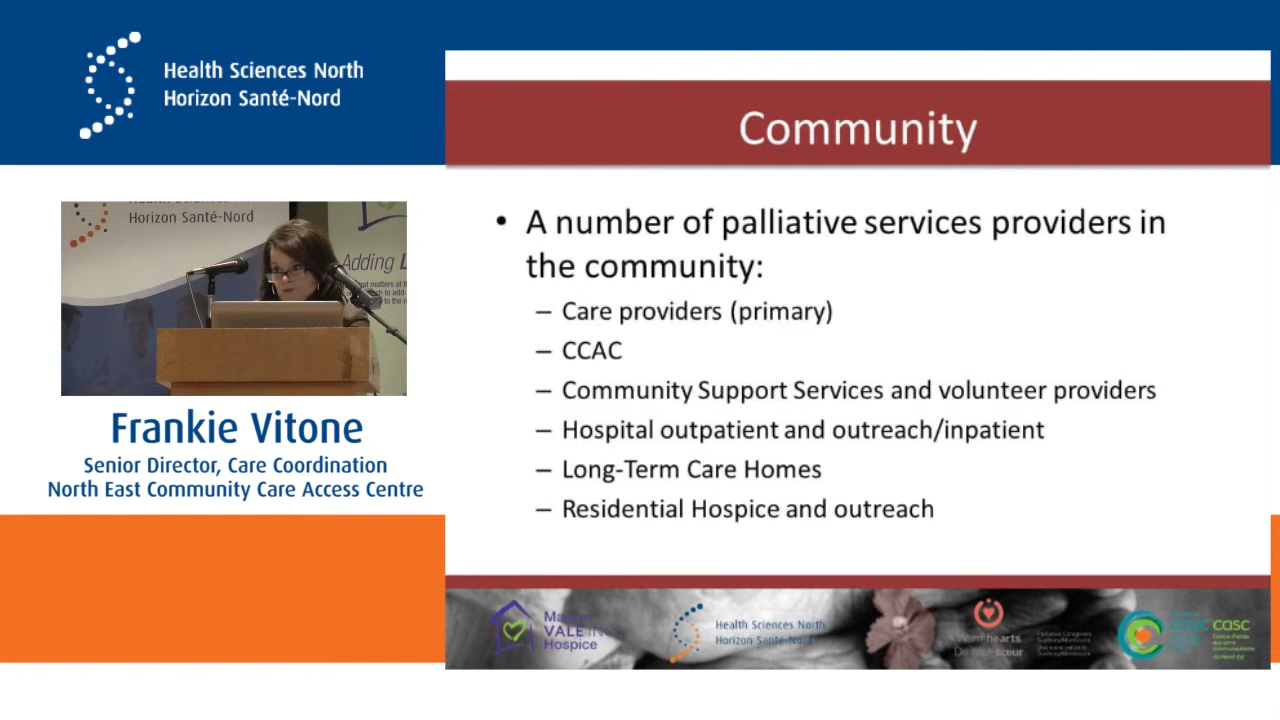 Health Sciences North
Horizon Santé-Nord
Community
Horizon Santé-Nord
Adding
• A number of palliative services providers in
the community:
– Care providers (primary)
– CCAC
– Community Support Services and volunteer providers
– Hospital outpatient and outreach/inpatient
– Long-Term Care Homes
– Residential Hospice and outreach
Frankie Vitone
Senior Director, Care Coordination
North East Community Care Access Centre
VALE
Hospice
Health Sciences North
Horizon Santé-Nord
hearts
cœur
casc